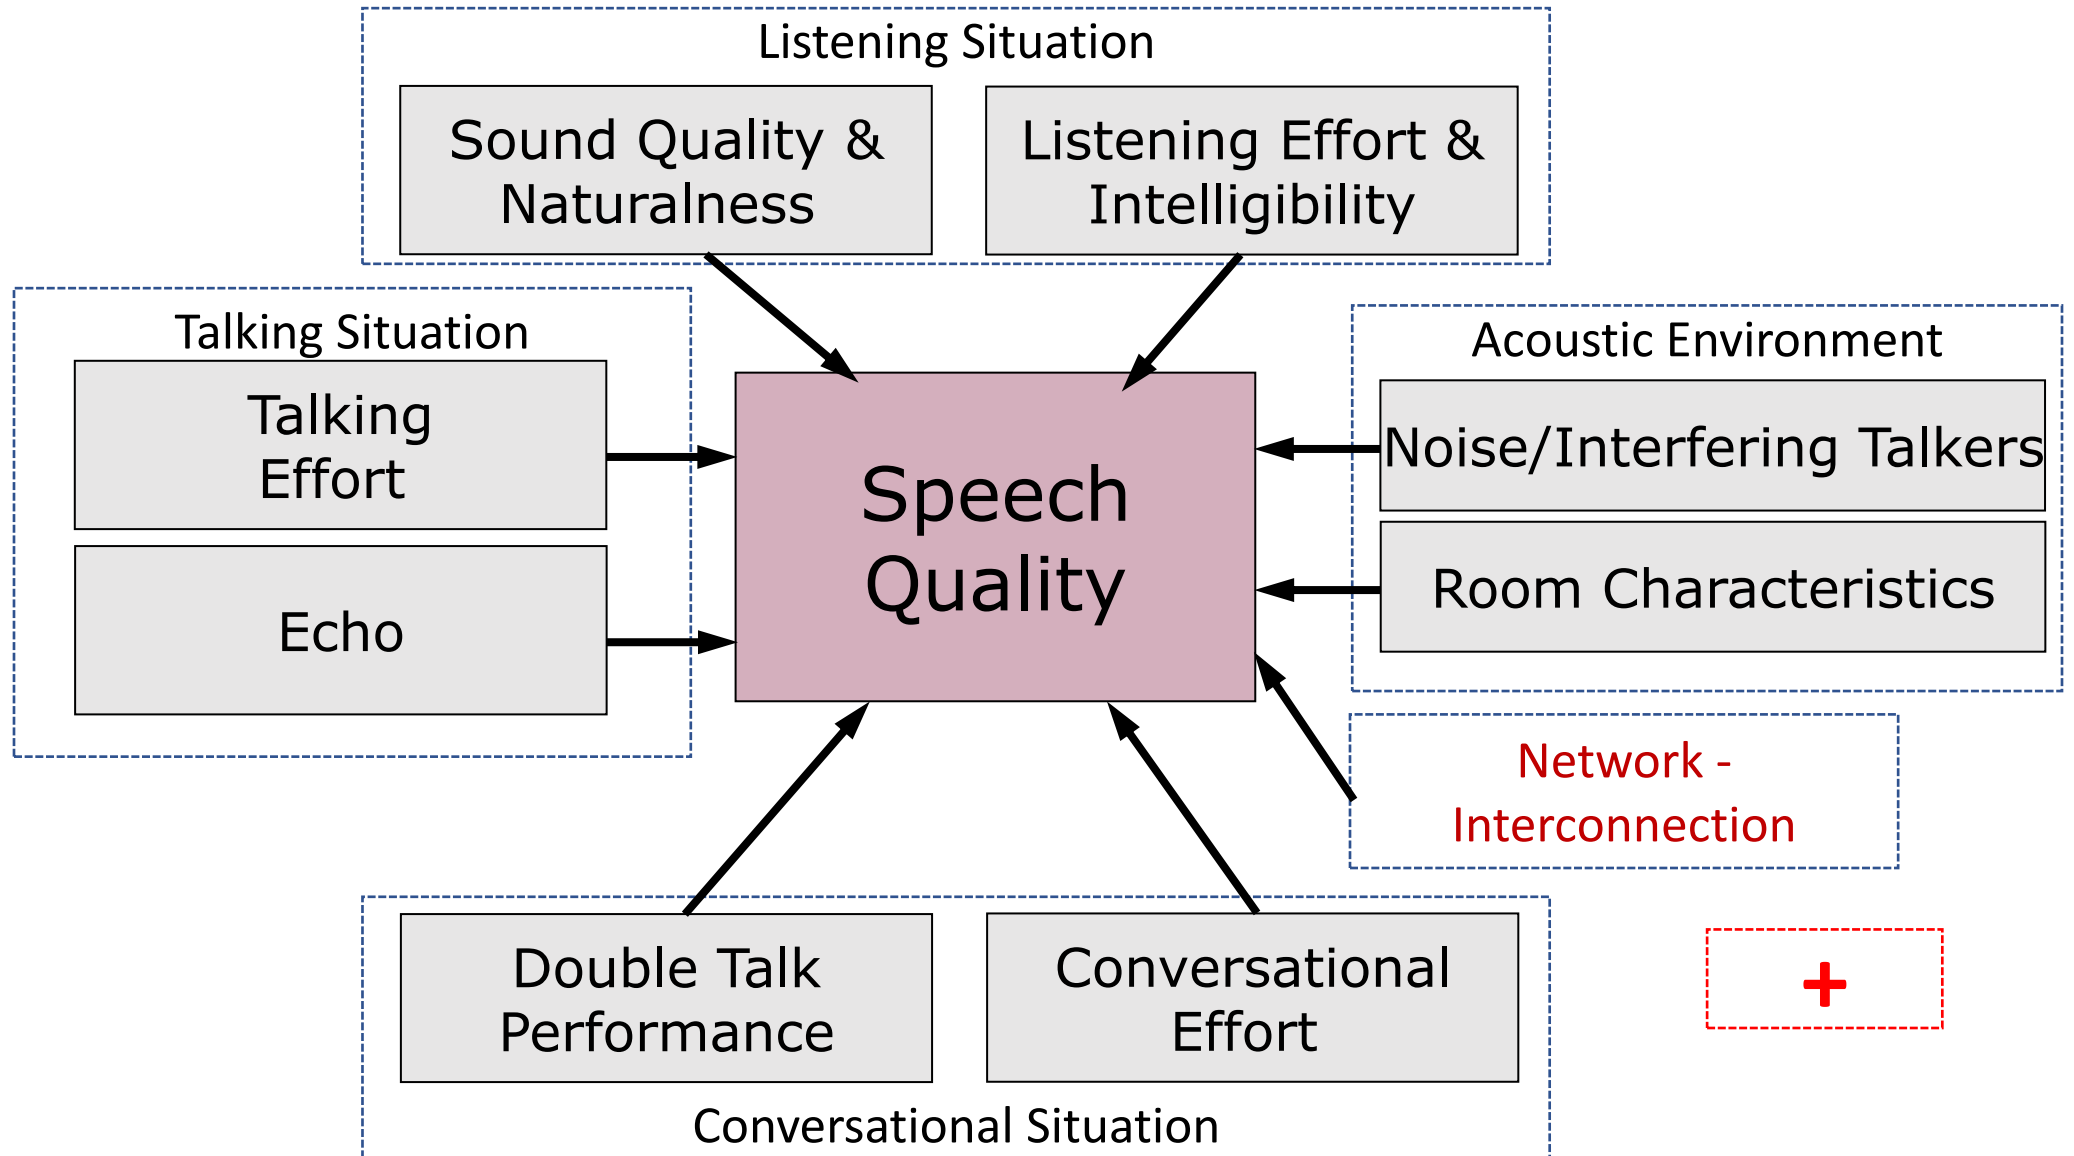 Listening Situation
Sound Quality &
Naturalness
Listening Effort &
Intelligibility
Talking Situation
Talking
Effort
Echo
Speech
Quality
Acoustic Environment
Noise/Interfering Talkers
Room Characteristics
Network -
Interconnection
Double Talk
Performance
Conversational
Effort
+
Conversational Situation